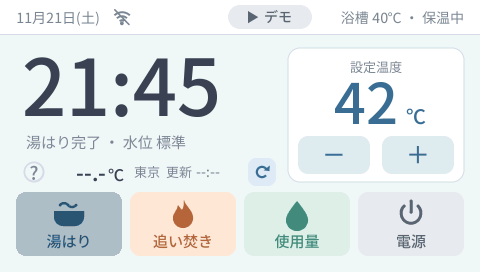 11月21日(土)
デモ
浴槽 40℃ ・ 保温中
21:45
湯はり完了 ・ 水位 標準
設定温度
42 ℃
− +
? --.-℃ 東京 更新 --:--
湯はり
追い焚き
使用量
電源